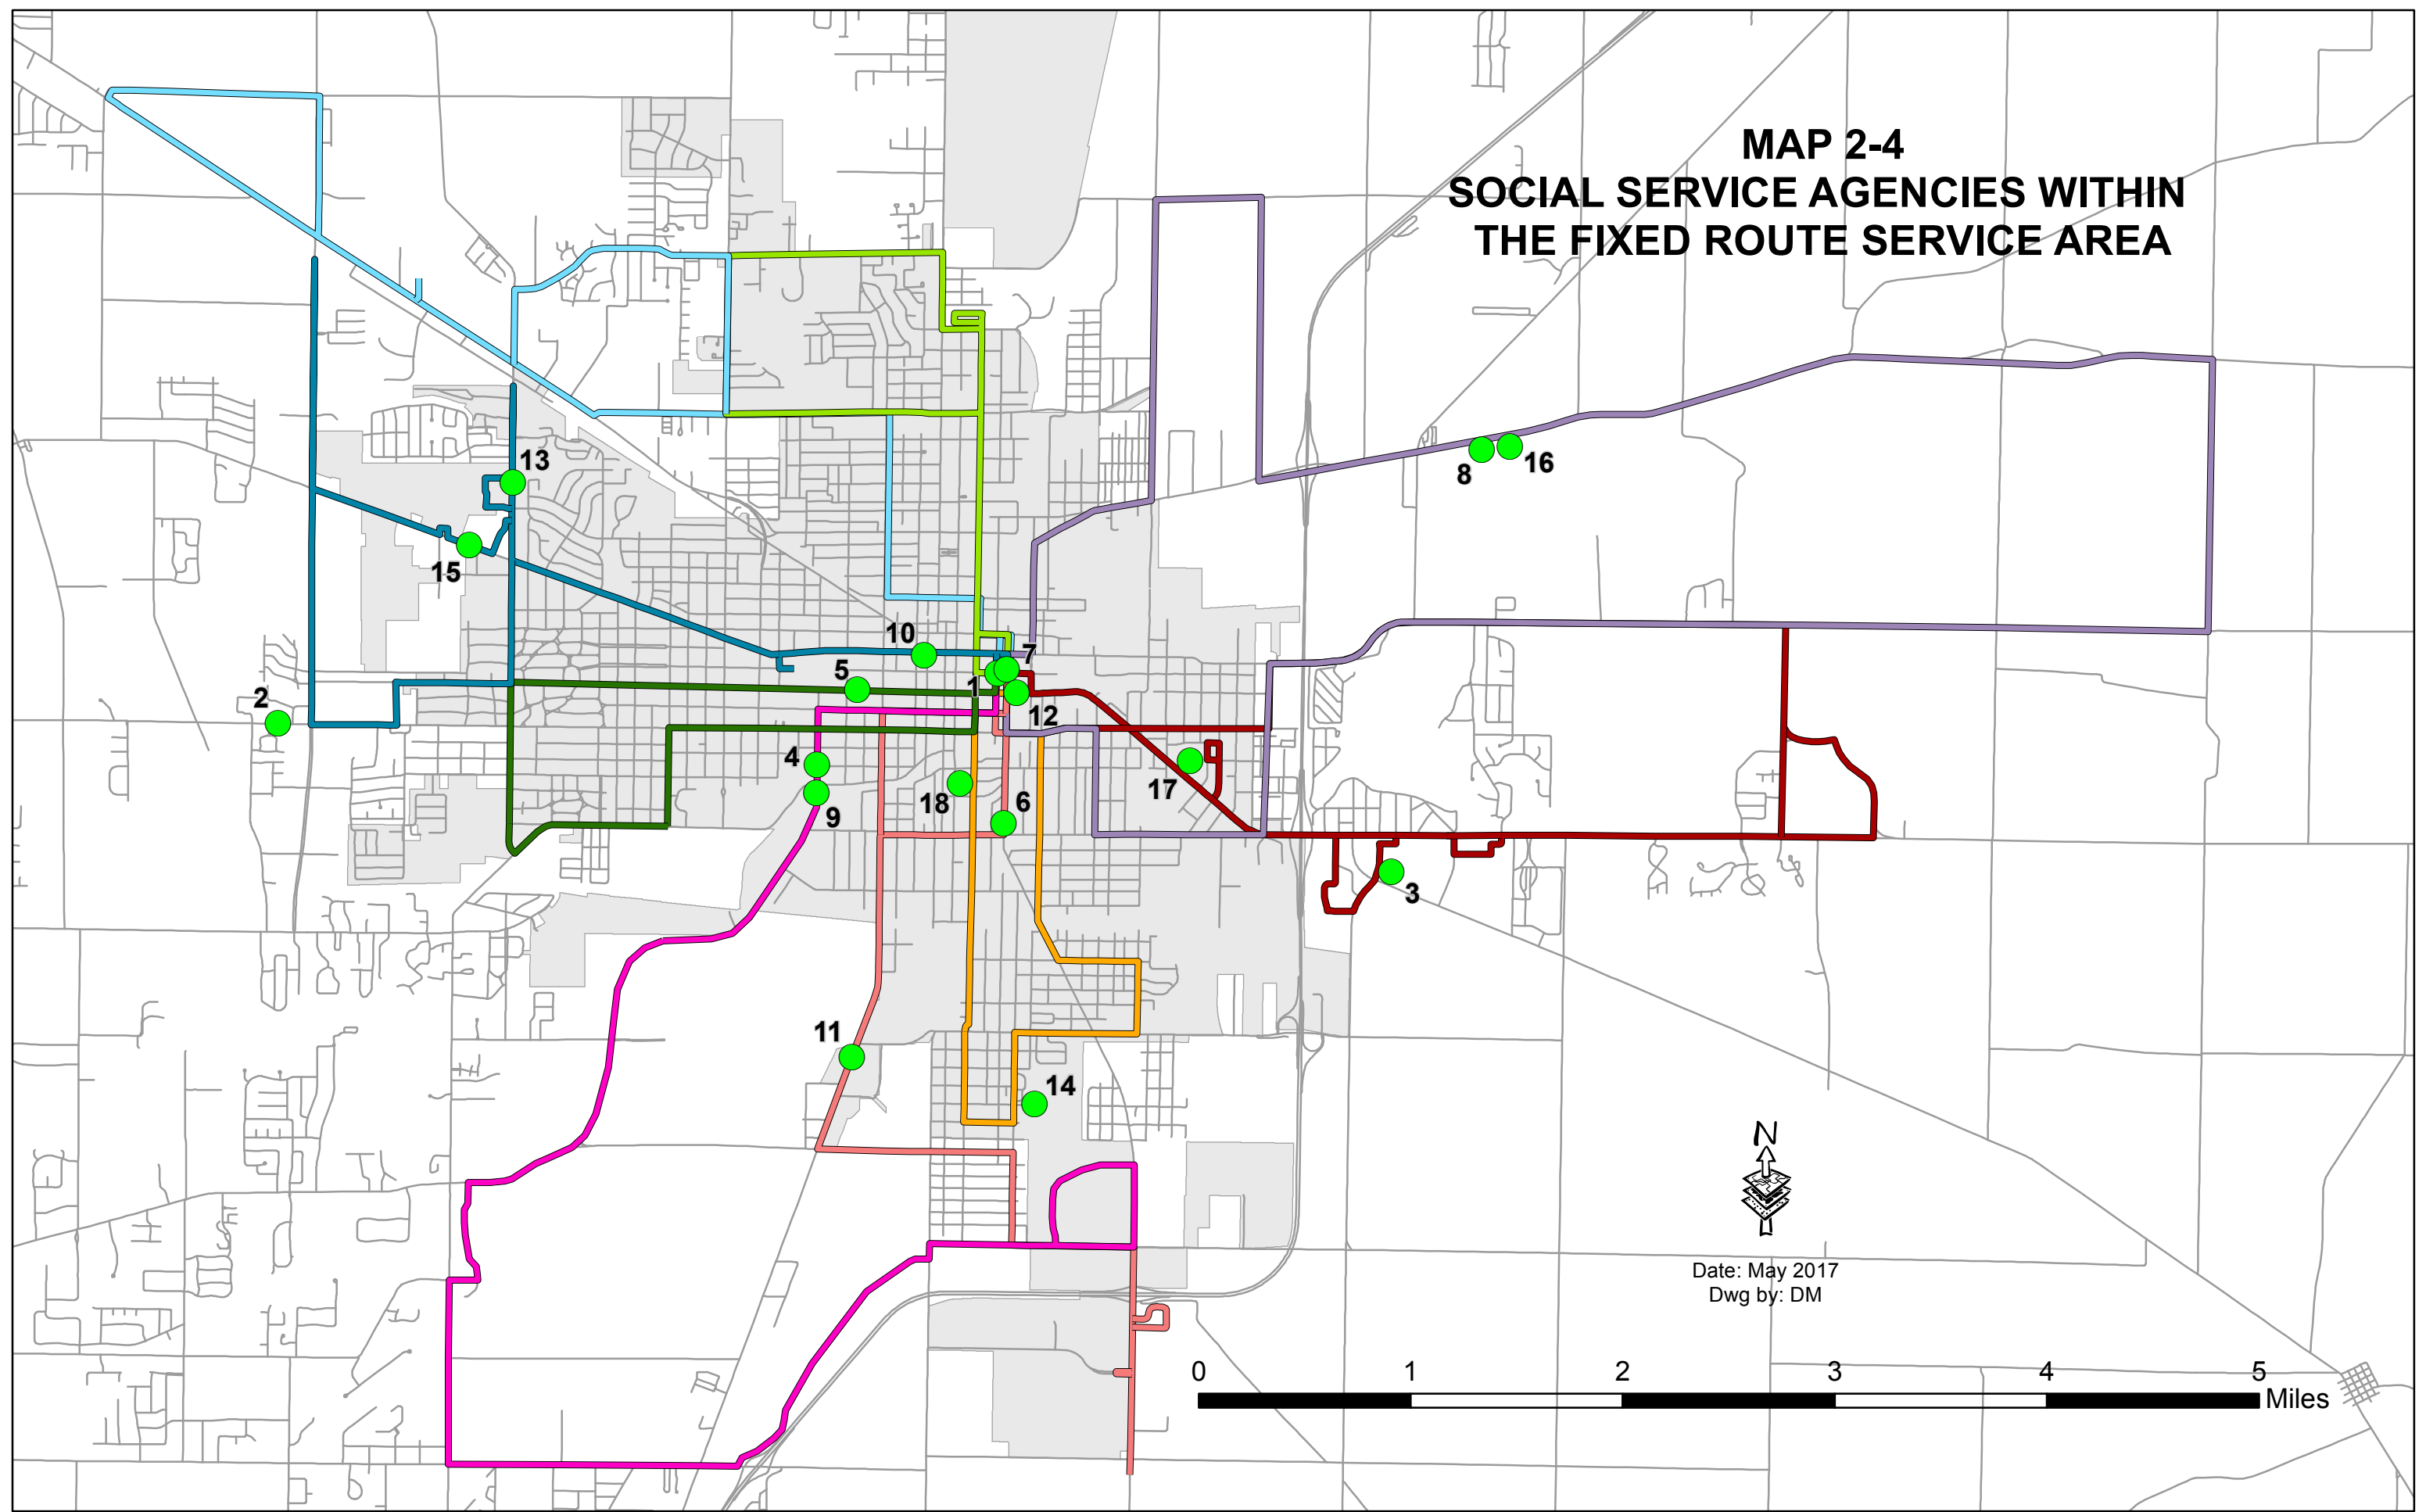 MAP 2-4
SOCIAL SERVICE AGENCIES WITHIN
THE FIXED ROUTE SERVICE AREA
13
8
16
15
10
7
5
1
2
12
4
17
18
6
9
3
11
14
N
Date: May 2017
Dwg by: DM
0 1 2 3 4 5
Miles